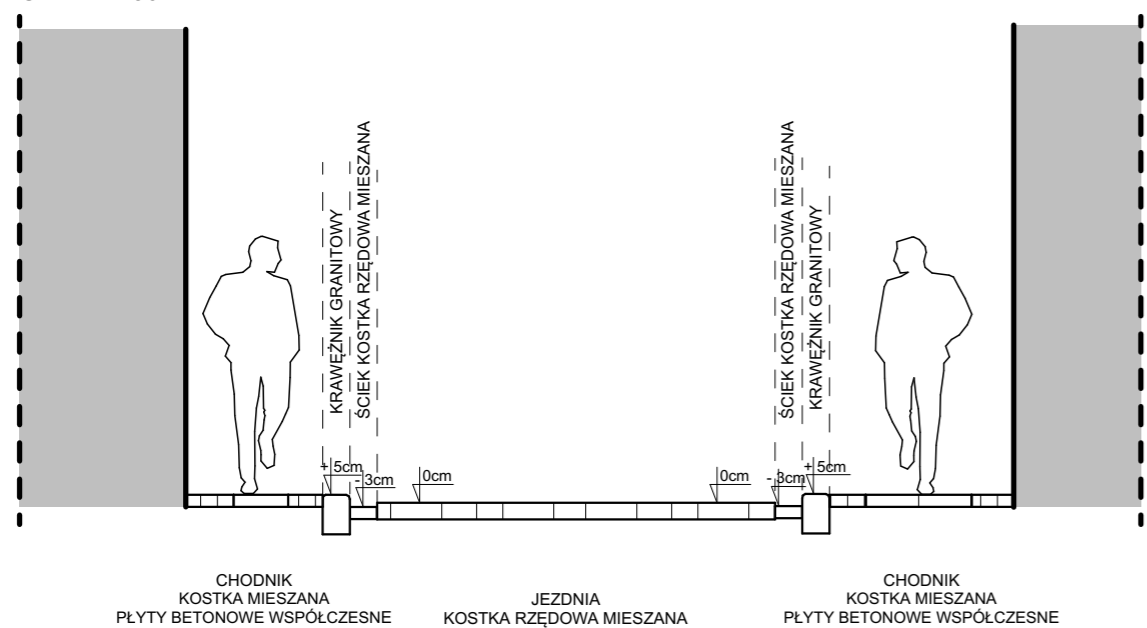 KRAWĘŻNIK GRANITOWY
ŚCIEK KOSTKA RZĘDOWA MIESZANA
ŚCIEK KOSTKA RZĘDOWA MIESZANA
KRAWĘŻNIK GRANITOWY
+ 5cm
- 3cm
0cm
0cm
- 3cm
+ 5cm
CHODNIK
KOSTKA MIESZANA
PŁYTY BETONOWE WSPÓŁCZESNE
JEZDNIA
KOSTKA RZĘDOWA MIESZANA
CHODNIK
KOSTKA MIESZANA
PŁYTY BETONOWE WSPÓŁCZESNE